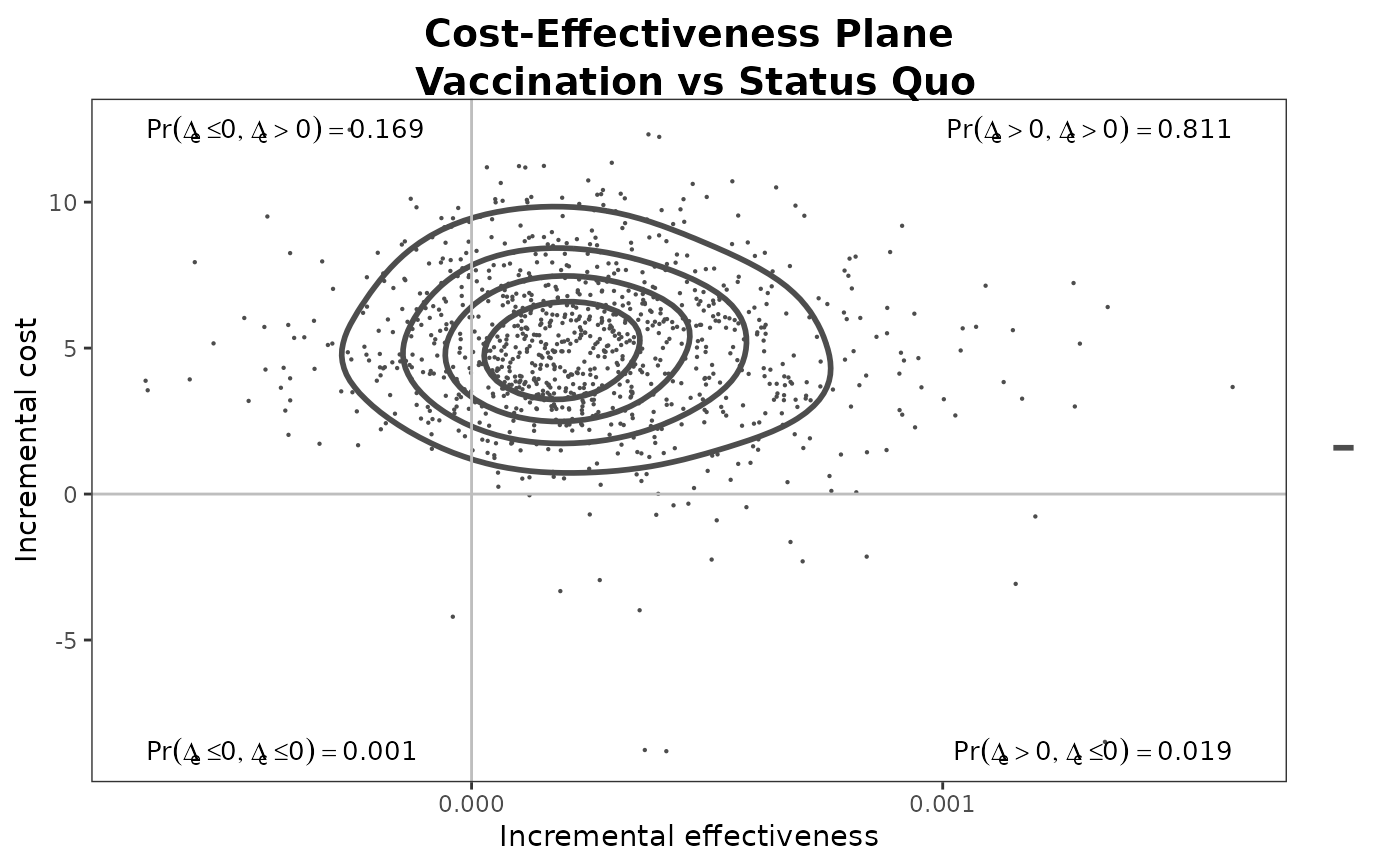 Cost-Effectiveness Plane
Vaccination vs Status Quo
Pr(Δe ≤ 0, Δc > 0) = 0.169
Pr(Δe > 0, Δc > 0) = 0.811
10
5
0
-5
Incremental cost
Pr(Δe ≤ 0, Δc ≤ 0) = 0.001
Pr(Δe > 0, Δc ≤ 0) = 0.019
0.000
0.001
Incremental effectiveness